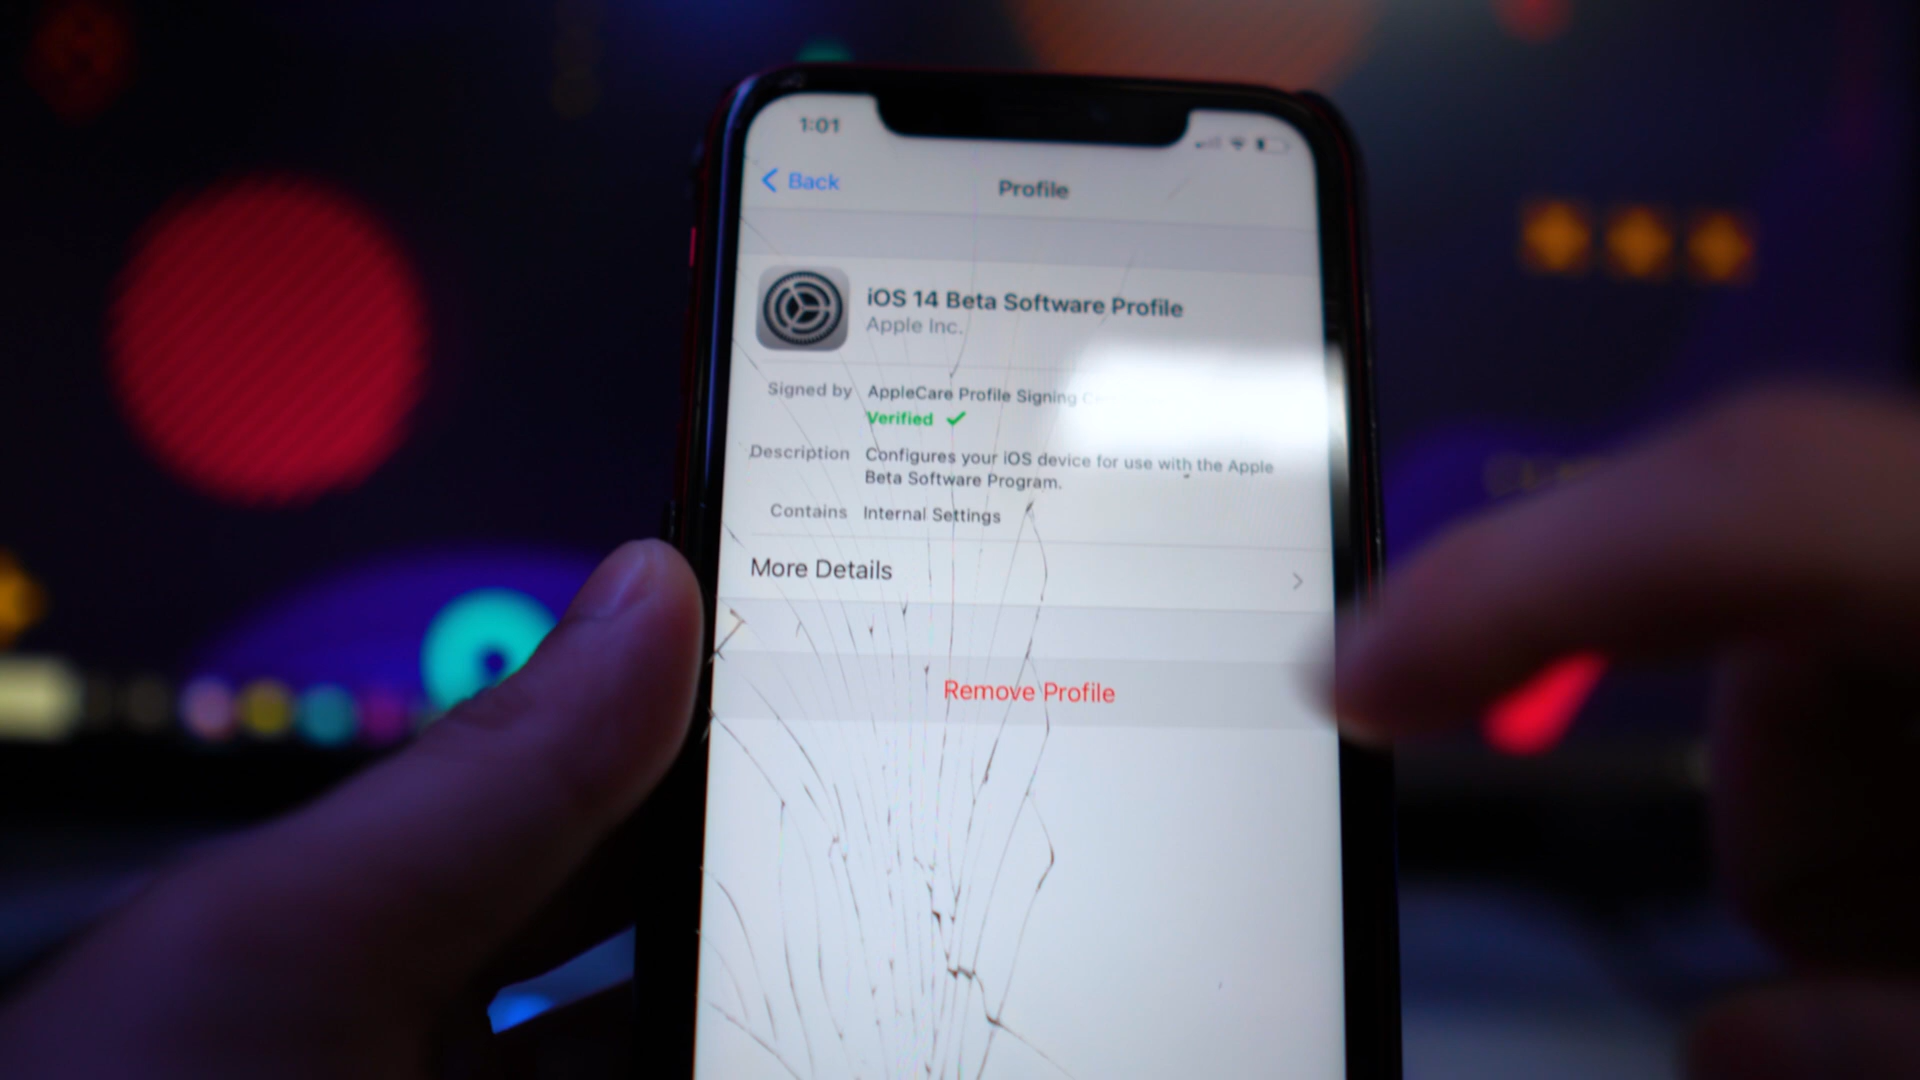 1:01
Back
Profile
iOS 14 Beta Software Profile
Apple Inc.
Signed by AppleCare Profile Signing
Verified
Description Configures your iOS device for use with the Apple
Beta Software Program.
Contains Internal Settings
More Details
Remove Profile